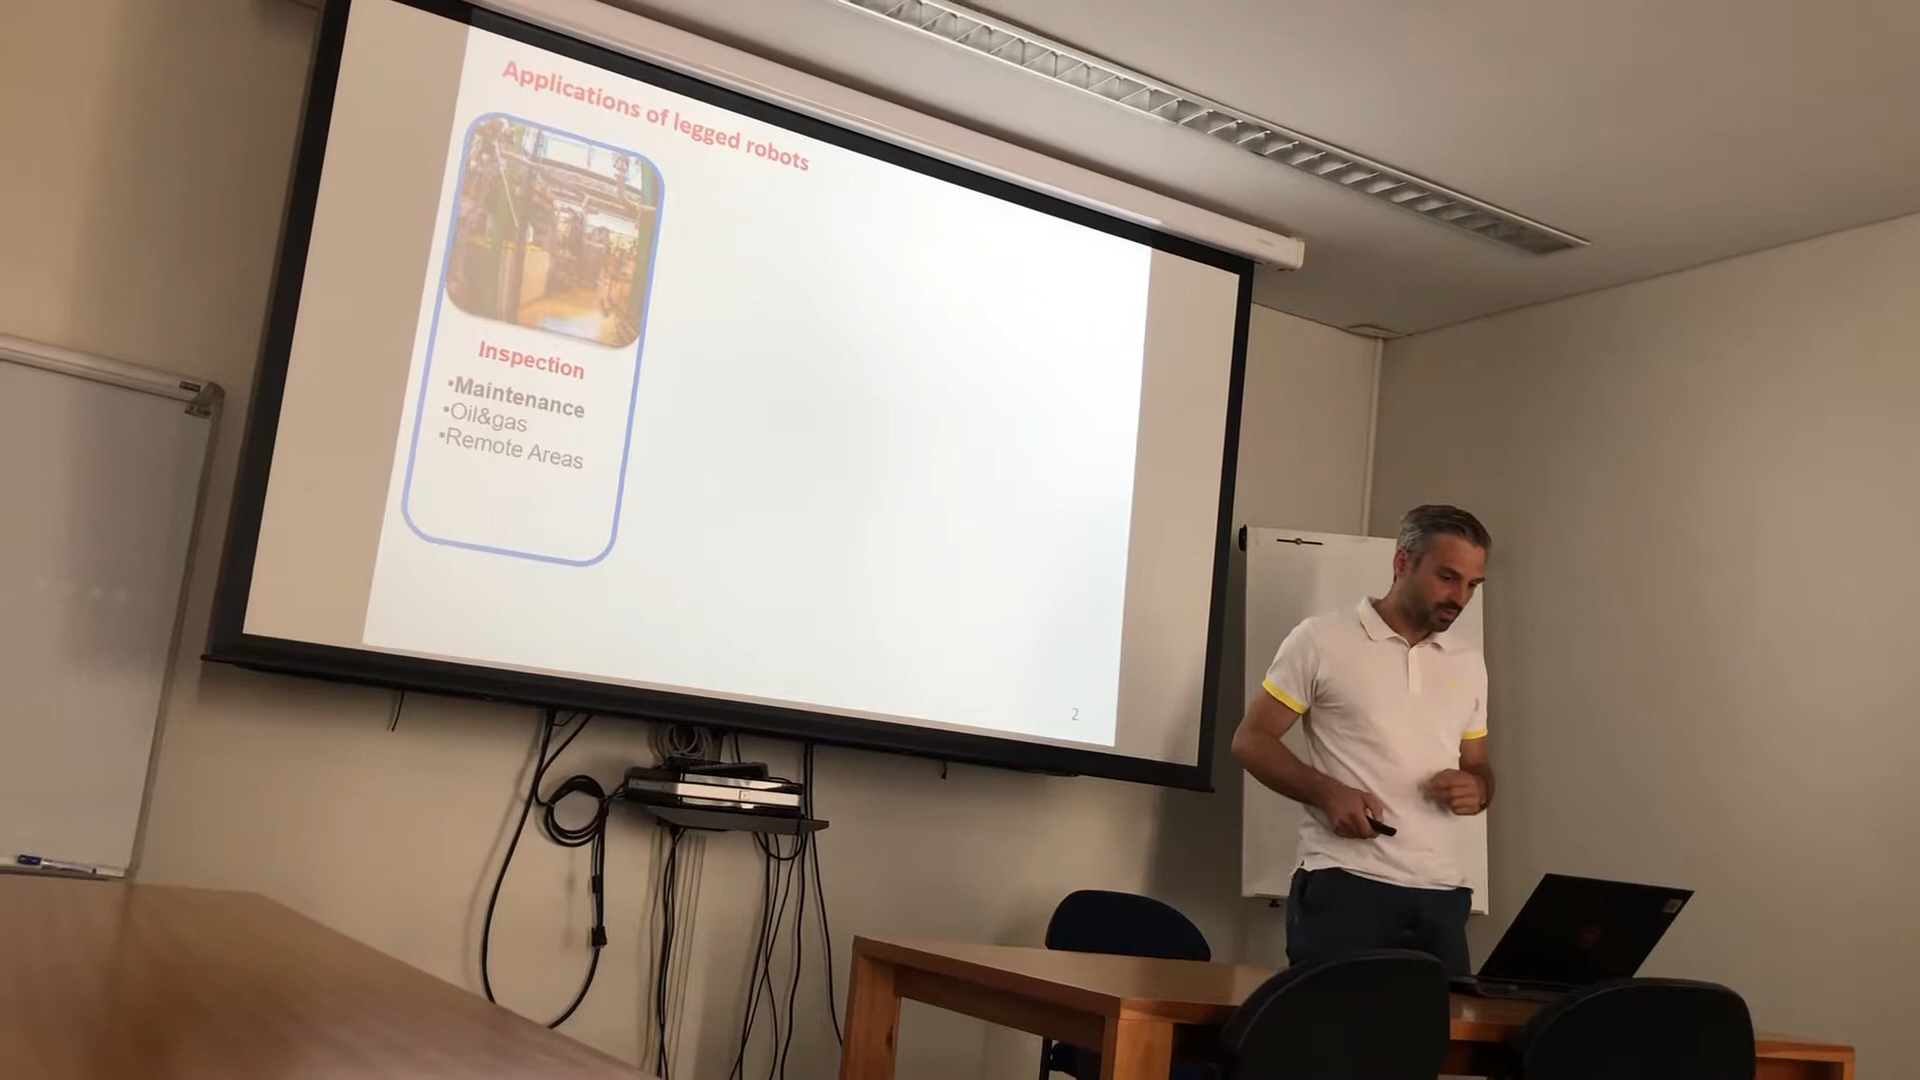 Applications of legged robots
Inspection
•Maintenance
•Oil&gas
•Remote Areas
2